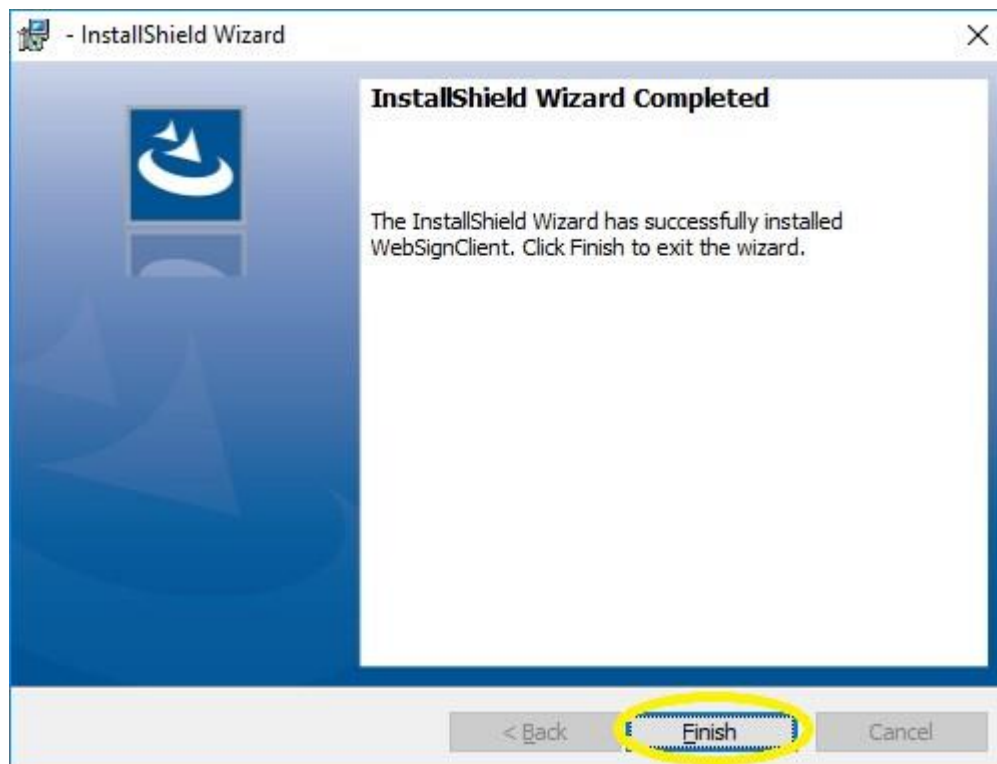 - InstallShield Wizard
InstallShield Wizard Completed
The InstallShield Wizard has successfully installed
WebSignClient. Click Finish to exit the wizard.
< Back
Finish
Cancel